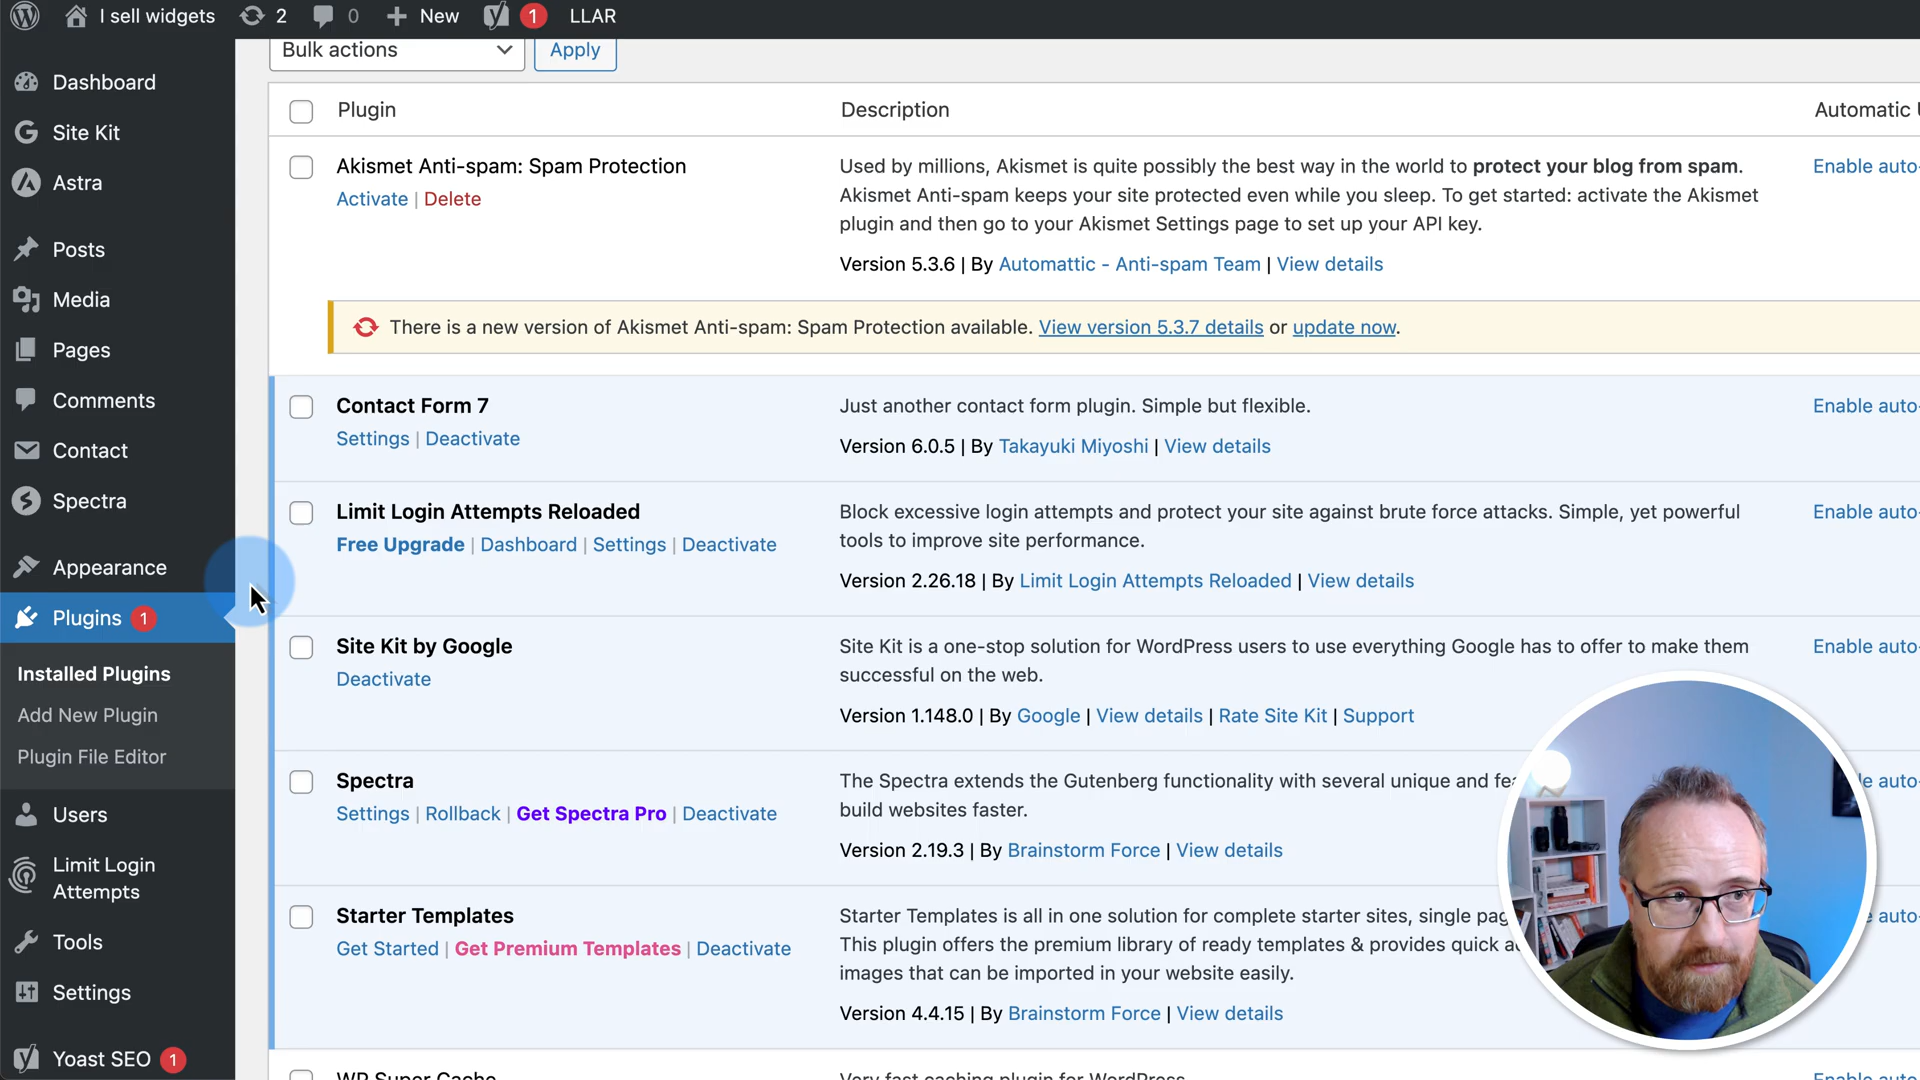 I sell widgets 2 0 New 1 LLAR
Bulk actions Apply
Dashboard
Site Kit
Astra
Posts
Media
Pages
Comments
Contact
Spectra
Appearance
Plugins 1
Installed Plugins
Add New Plugin
Plugin File Editor
Users
Limit Login
Attempts
Tools
Settings
Yoast SEO 1
Plugin Description Automatic
Akismet Anti-spam: Spam Protection
Activate | Delete
Used by millions, Akismet is quite possibly the best way in the world to protect your blog from spam.
Akismet Anti-spam keeps your site protected even while you sleep. To get started: activate the Akismet
plugin and then go to your Akismet Settings page to set up your API key.
Version 5.3.6 | By Automattic - Anti-spam Team | View details
Enable auto-
There is a new version of Akismet Anti-spam: Spam Protection available. View version 5.3.7 details or update now.
Contact Form 7
Settings | Deactivate
Just another contact form plugin. Simple but flexible.
Version 6.0.5 | By Takayuki Miyoshi | View details
Enable auto-
Limit Login Attempts Reloaded
Free Upgrade | Dashboard | Settings | Deactivate
Block excessive login attempts and protect your site against brute force attacks. Simple, yet powerful
tools to improve site performance.
Version 2.26.18 | By Limit Login Attempts Reloaded | View details
Enable auto-
Site Kit by Google
Deactivate
Site Kit is a one-stop solution for WordPress users to use everything Google has to offer to make them
successful on the web.
Version 1.148.0 | By Google | View details | Rate Site Kit | Support
Enable auto-
Spectra
Settings | Rollback | Get Spectra Pro | Deactivate
The Spectra extends the Gutenberg functionality with several unique and
build websites faster.
Version 2.19.3 | By Brainstorm Force | View details
auto-
Starter Templates
Get Started | Get Premium Templates | Deactivate
Starter Templates is all in one solution for complete starter sites, single
This plugin offers the premium library of ready templates & provides quick
images that can be imported in your website easily.
Version 4.4.15 | By Brainstorm Force | View details
auto-
WP Super Cache
Very fast caching plugin for WordPress.
Enable auto-